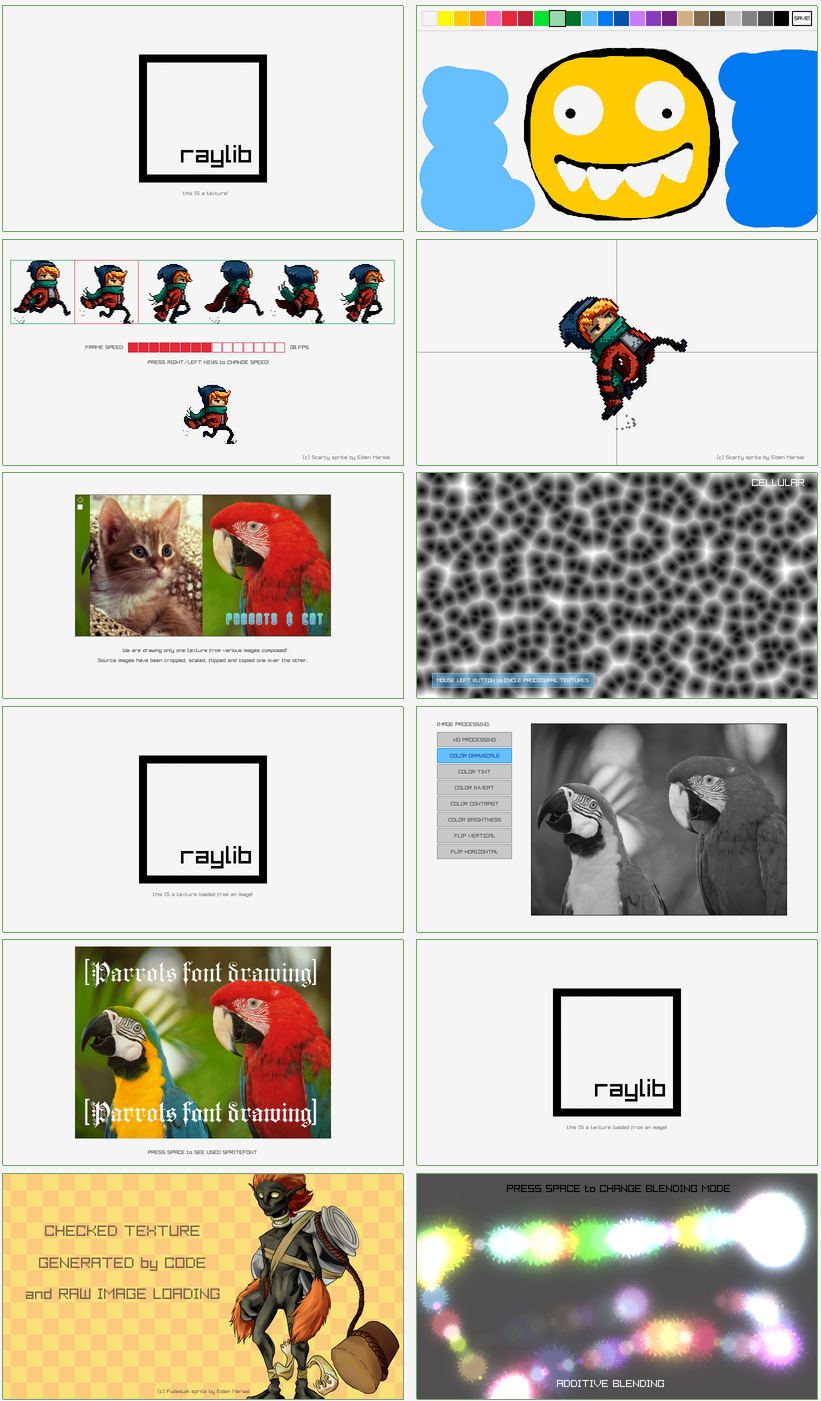 raylib
this IS a texture!
SAVE!
FRAME SPEED:
08 FPS
PRESS RIGHT/LEFT KEYS to CHANGE SPEED!
(c) Scarfy sprite by Eiden Marsal
(c) Scarfy sprite by Eiden Marsal
PARROTS & CAT
We are drawing only one texture from various images composed!
Source images have been cropped, scaled, flipped and copied one over the other.
CELLULAR
MOUSE LEFT BUTTON to CYCLE PROCEDURAL TEXTURES
raylib
this IS a texture loaded from an image!
IMAGE PROCESSING:
NO PROCESSING
COLOR GRAYSCALE
COLOR TINT
COLOR INVERT
COLOR CONTRAST
COLOR BRIGHTNESS
FLIP VERTICAL
FLIP HORIZONTAL
[Parrots font drawing]
[Parrots font drawing]
PRESS SPACE to SEE USED SPRITEFONT
raylib
this IS a texture loaded from an image!
CHECKED TEXTURE
GENERATED by CODE
and RAW IMAGE LOADING
(c) Fudesumi sprite by Eiden Marsal
PRESS SPACE to CHANGE BLENDING MODE
ADDITIVE BLENDING